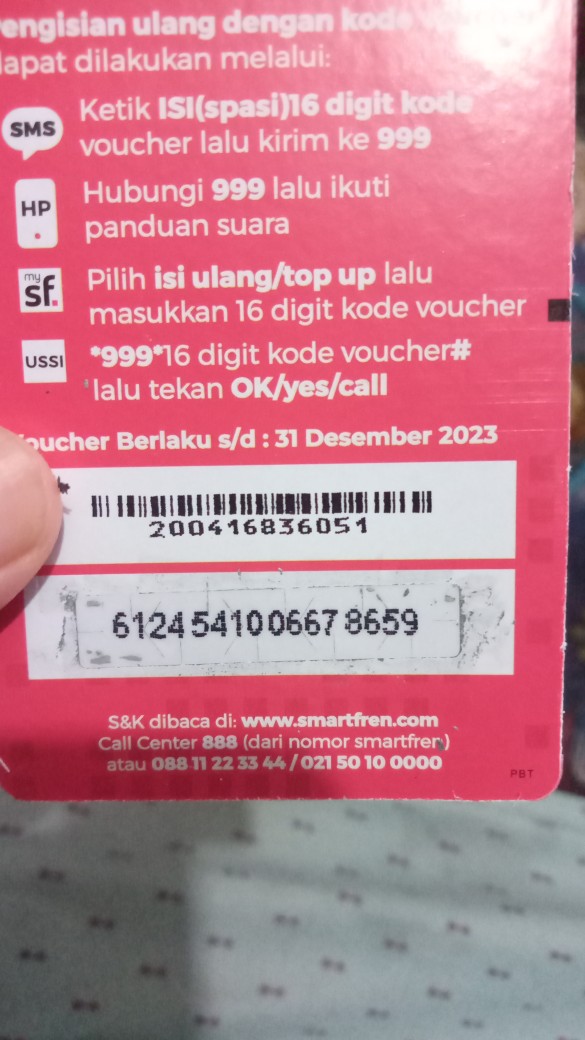 Pengisian ulang dengan kode voucher
dapat dilakukan melalui:
SMS
Ketik ISI(spasi)16 digit kode
voucher lalu kirim ke 999
HP
Hubungi 999 lalu ikuti
panduan suara
my
sf.
Pilih isi ulang/top up lalu
masukkan 16 digit kode voucher
USSI
*999*16 digit kode voucher#
lalu tekan OK/yes/call
Voucher Berlaku s/d : 31 Desember 2023
200416836051
6124 5410 0667 8659
S&K dibaca di: www.smartfren.com
Call Center 888 (dari nomor smartfren)
atau 088 11 22 33 44 / 021 50 10 0000
PBT